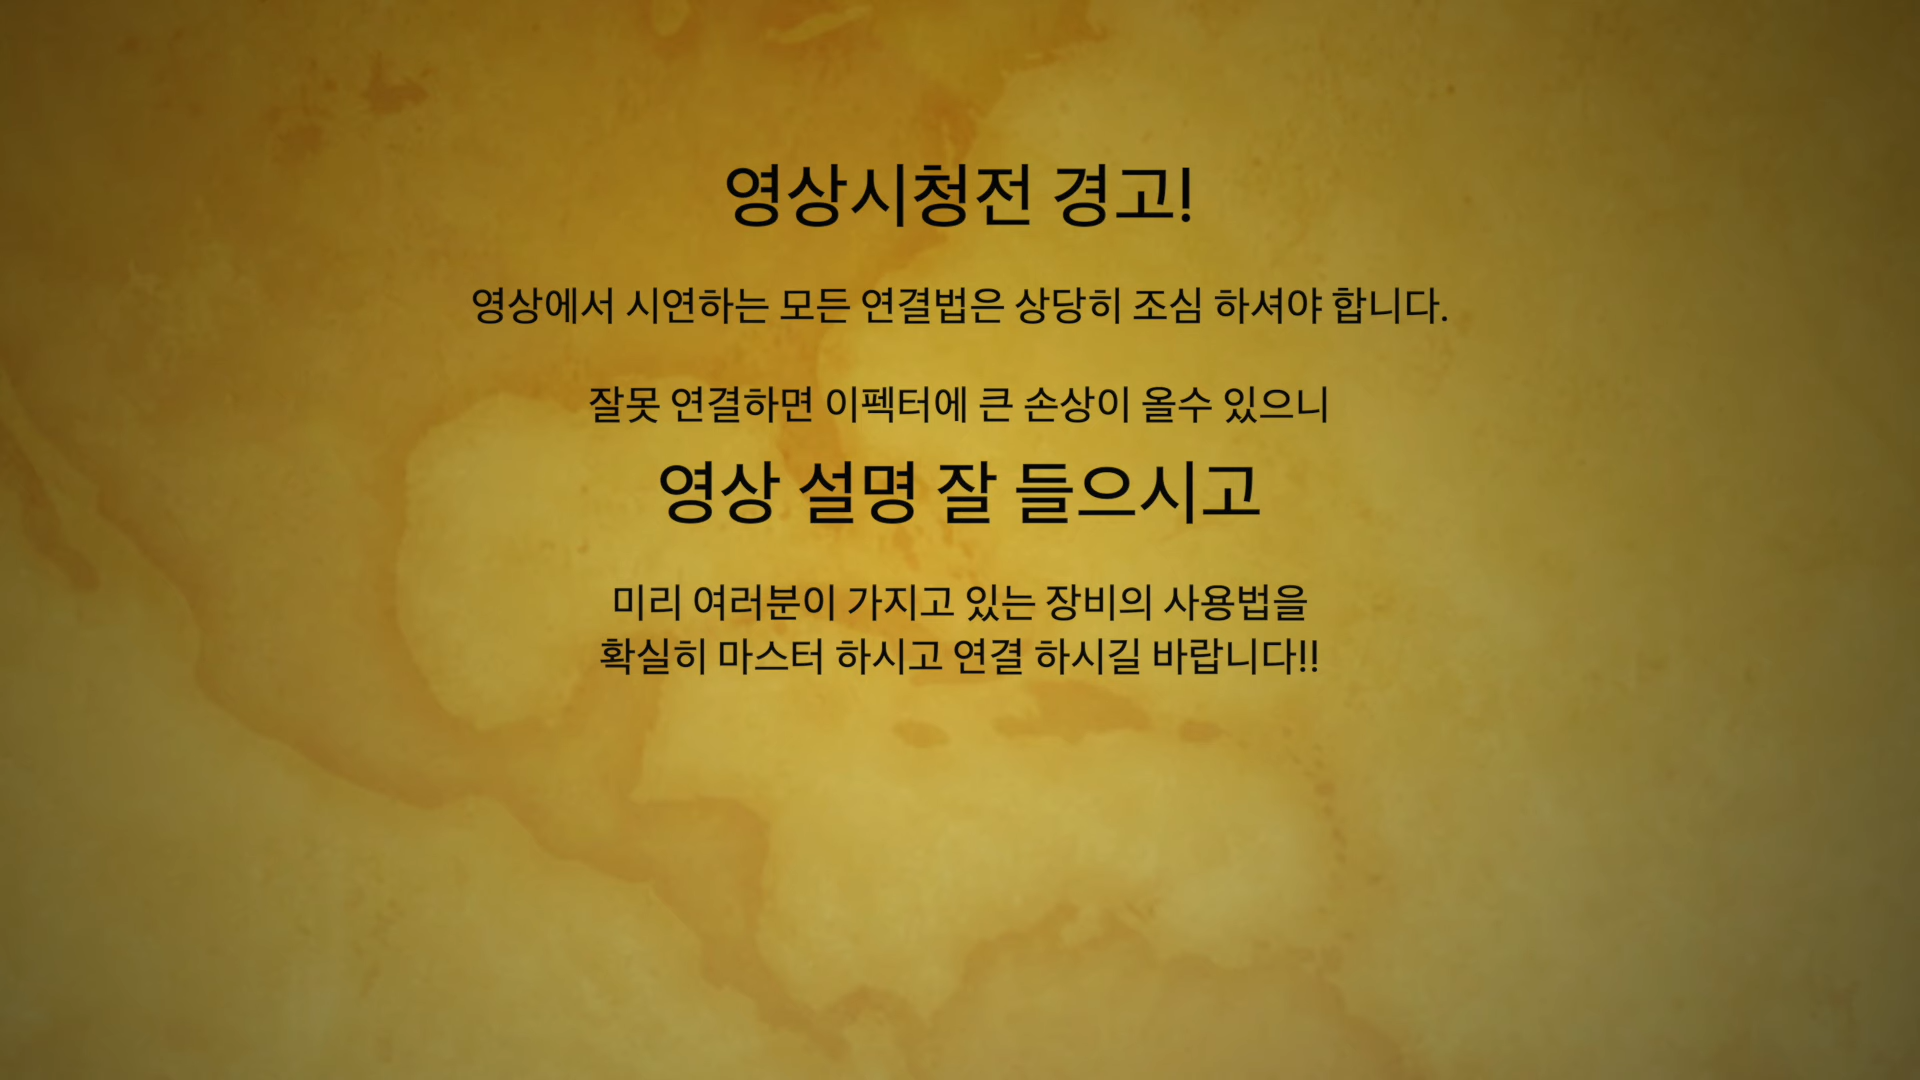 영상시청전 경고!
영상에서 시연하는 모든 연결법은 상당히 조심 하셔야 합니다.
잘못 연결하면 이펙터에 큰 손상이 올수 있으니
영상 설명 잘 들으시고
미리 여러분이 가지고 있는 장비의 사용법을
확실히 마스터 하시고 연결 하시길 바랍니다!!